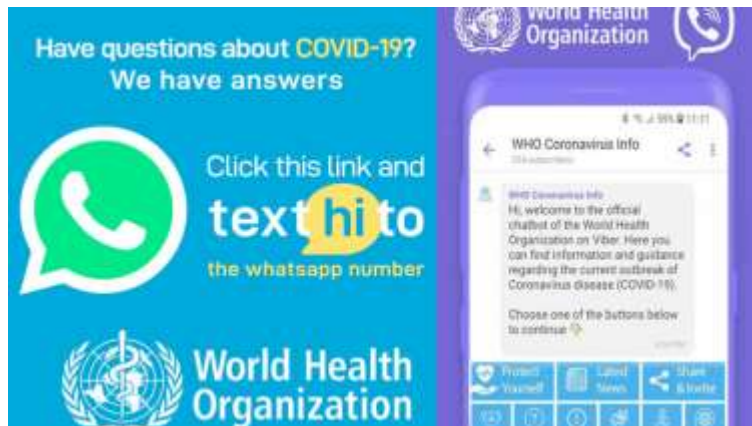 Have questions about COVID-19?
We have answers
Click this link and
text hi to
the whatsapp number
World Health
Organization
World Health
Organization
11:11
WHO Coronavirus Info
WHO Coronavirus Info
Hi, welcome to the official
chatbot of the World Health
Organization on Viber. Here you
can find information and guidance
regarding the current outbreak of
Coronavirus disease (COVID-19).
Choose one of the buttons below
to continue
Protect
Yourself
Latest
News
Share
& Invite